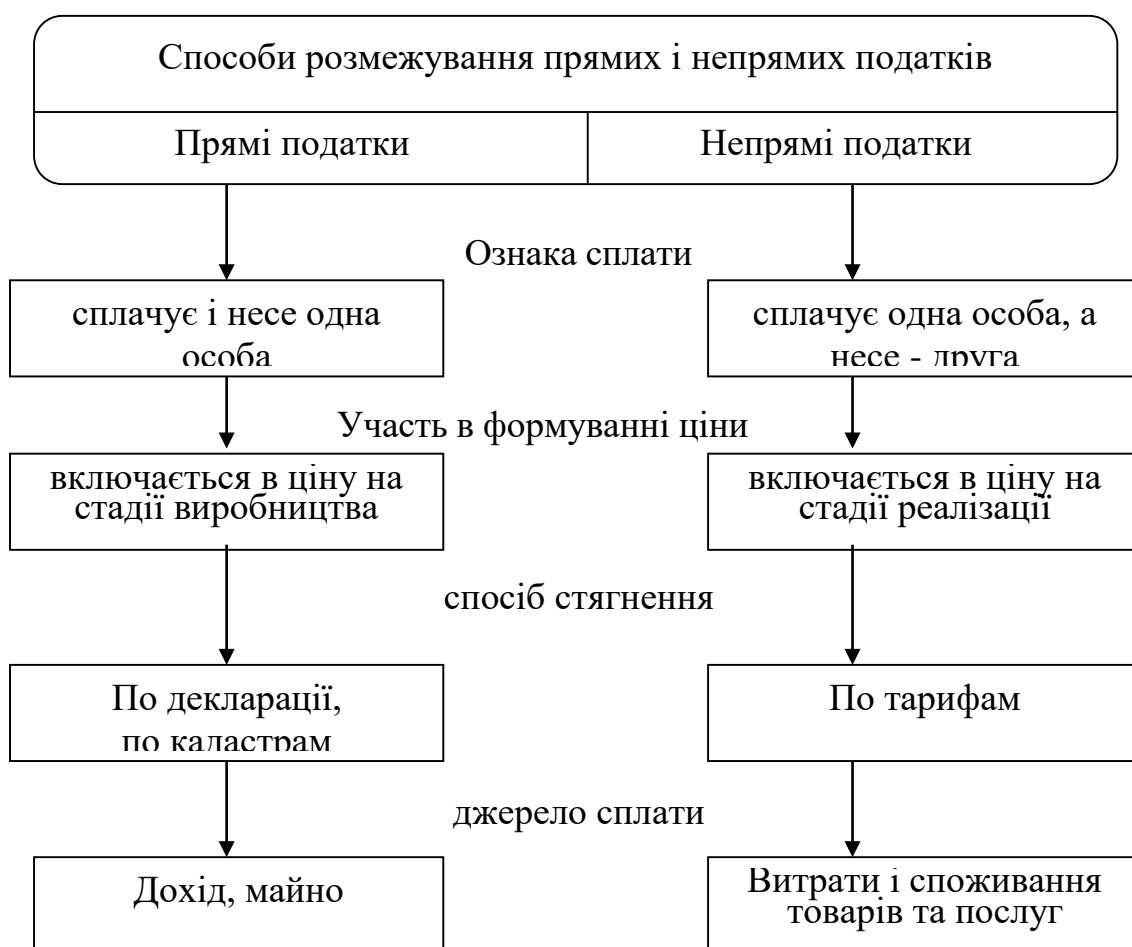 Способи розмежування прямих і непрямих податків
Прямі податки
Непрямі податки
Ознака сплати
сплачує і несе одна
особа
сплачує одна особа, а
несе - друга
Участь в формуванні ціни
включається в ціну на
стадії виробництва
включається в ціну на
стадії реалізації
спосіб стягнення
По декларації,
по кадастрам
По тарифам
джерело сплати
Дохід, майно
Витрати і споживання
товарів та послуг